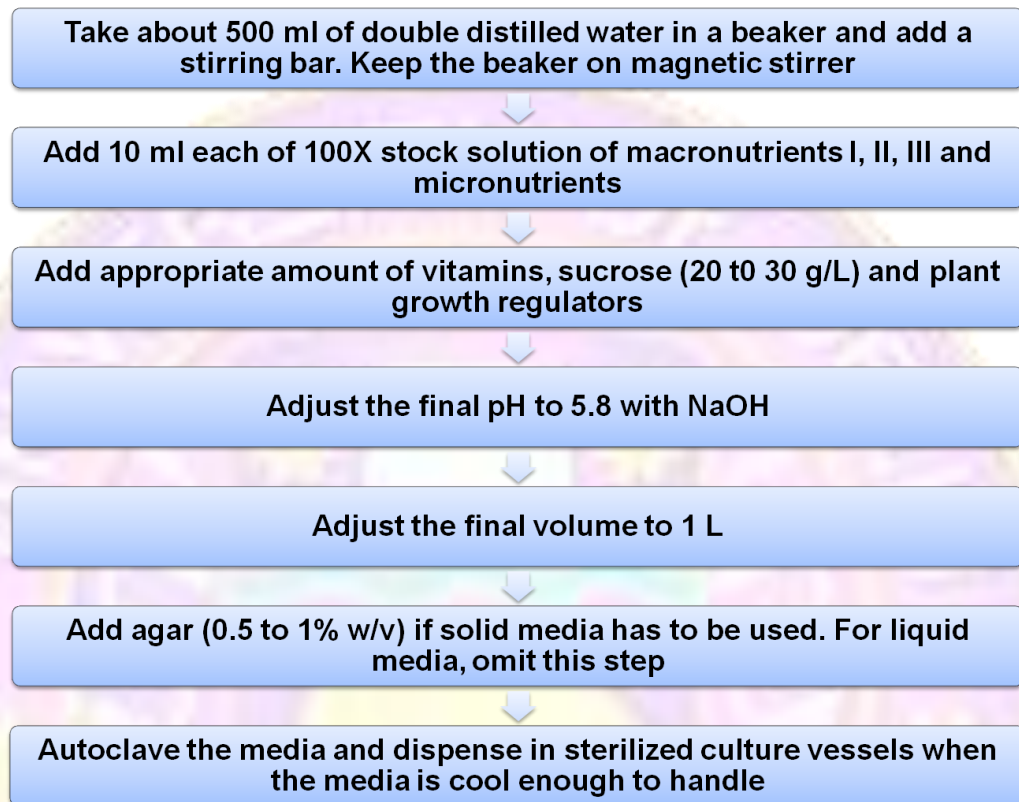 Take about 500 ml of double distilled water in a beaker and add a
stirring bar. Keep the beaker on magnetic stirrer
Add 10 ml each of 100X stock solution of macronutrients I, II, III and
micronutrients
Add appropriate amount of vitamins, sucrose (20 t0 30 g/L) and plant
growth regulators
Adjust the final pH to 5.8 with NaOH
Adjust the final volume to 1 L
Add agar (0.5 to 1% w/v) if solid media has to be used. For liquid
media, omit this step
Autoclave the media and dispense in sterilized culture vessels when
the media is cool enough to handle